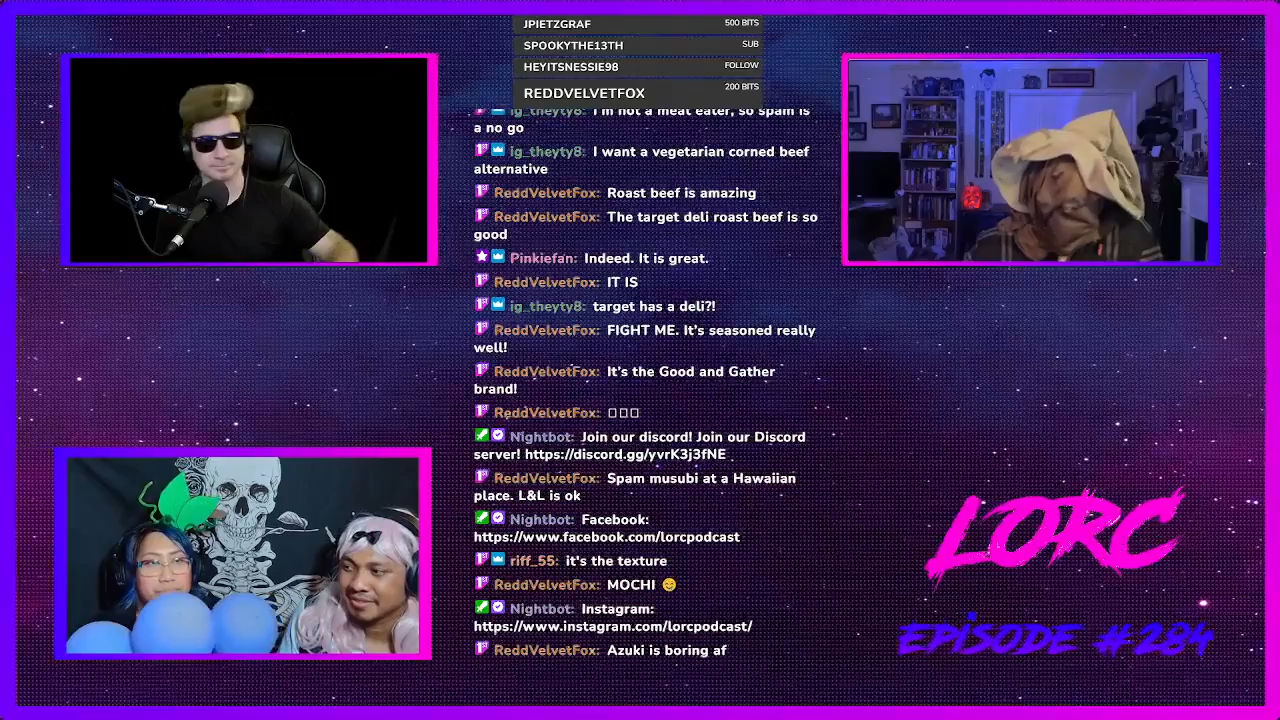 JPIETZGRAF 500 BITS
SPOOKYTHE13TH SUB
HEYITSNESSIE98 FOLLOW
REDDVELVETFOX 200 BITS
ig_theyty8: I'm not a meat eater, so spam is
a no go
ig_theyty8: I want a vegetarian corned beef
alternative
ReddVelvetFox: Roast beef is amazing
ReddVelvetFox: The target deli roast beef is so
good
Pinkiefan: Indeed. It is great.
ReddVelvetFox: IT IS
ig_theyty8: target has a deli?!
ReddVelvetFox: FIGHT ME. It's seasoned really
well!
ReddVelvetFox: It's the Good and Gather
brand!
ReddVelvetFox: 
Nightbot: Join our discord! Join our Discord
server! https://discord.gg/yvrK3j3fNE
ReddVelvetFox: Spam musubi at a Hawaiian
place. L&L is ok
Nightbot: Facebook:
https://www.facebook.com/lorcpodcast
riff_55: it's the texture
ReddVelvetFox: MOCHI 😊
Nightbot: Instagram:
https://www.instagram.com/lorcpodcast/
ReddVelvetFox: Azuki is boring af
LORC
EPISODE #284